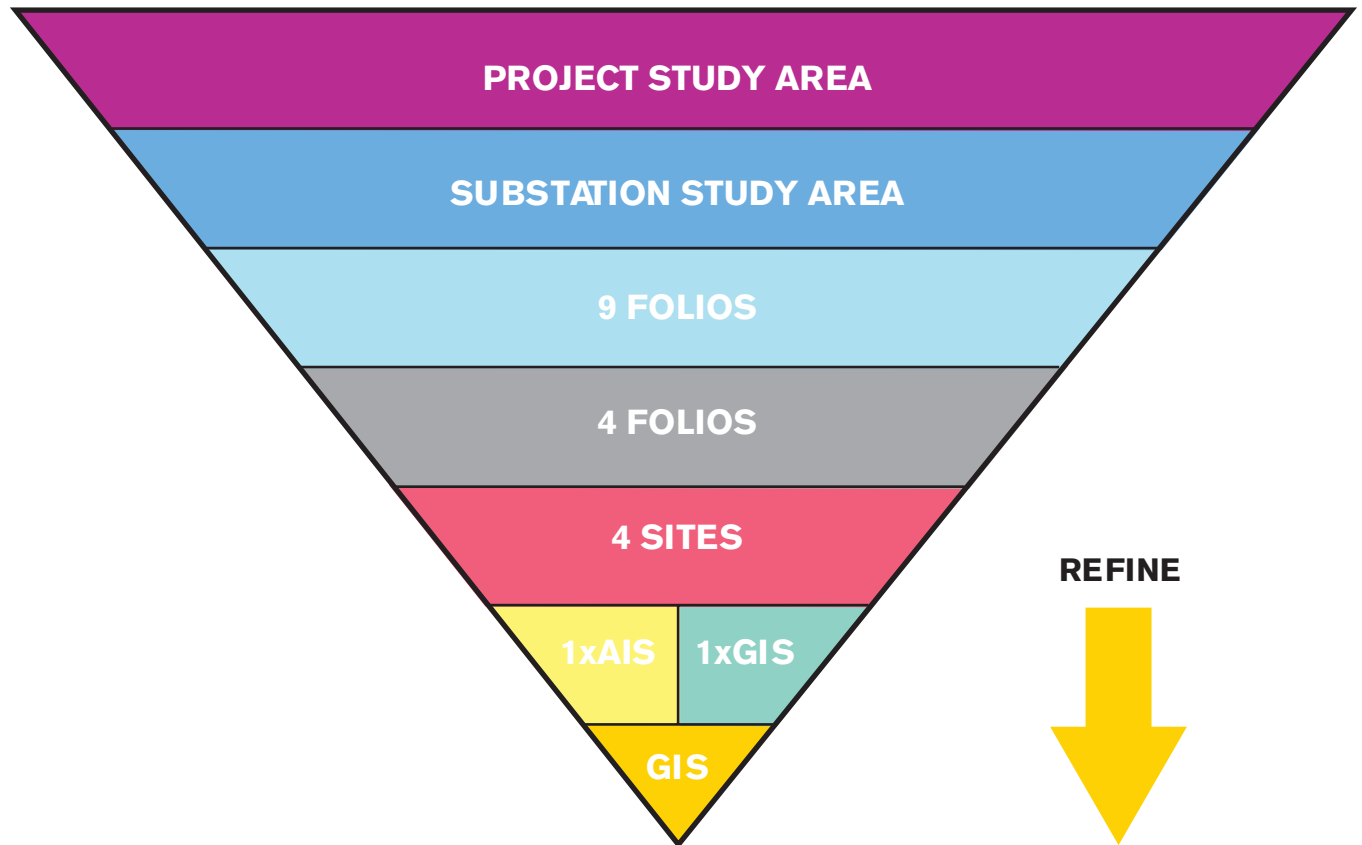 PROJECT STUDY AREA
SUBSTATION STUDY AREA
9 FOLIOS
4 FOLIOS
4 SITES
REFINE
1xAIS
1xGIS
GIS